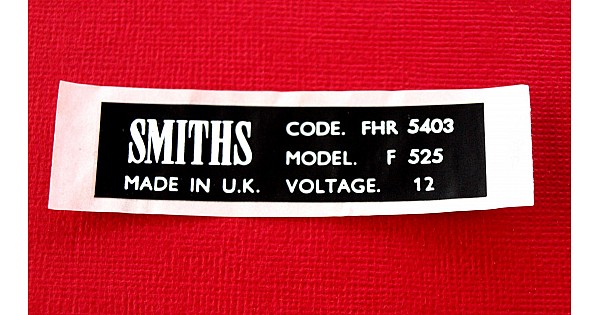 SMITHS
MADE IN U.K.
CODE. FHR 5403
MODEL. F 525
VOLTAGE. 12